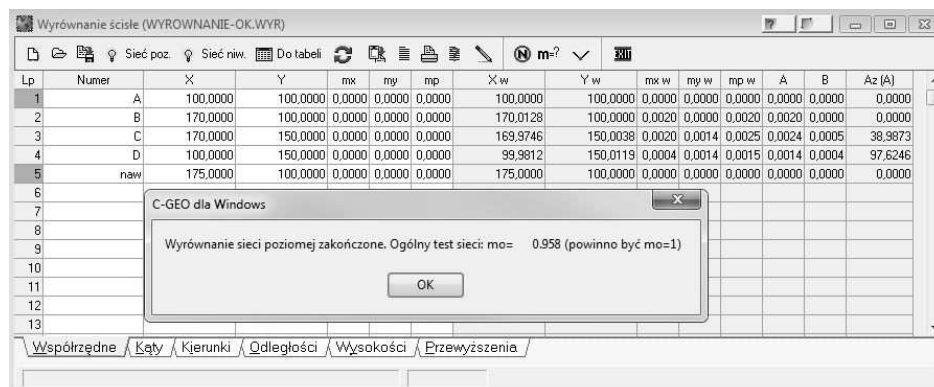 Wyrównanie ścisłe (WYROWNANIE-OK.WYR)
Sieć poz. Sieć niw. Do tabeli N m=?
Lp Numer X Y mx my mp X w Y w mx w my w mp w A B Az (A)
1 A 100,0000 100,0000 0,0000 0,0000 0,0000 100,0000 100,0000 0,0000 0,0000 0,0000 0,0000 0,0000 0,0000
2 B 170,0000 100,0000 0,0000 0,0000 0,0000 170,0128 100,0000 0,0020 0,0000 0,0020 0,0020 0,0000 0,0000
3 C 170,0000 150,0000 0,0000 0,0000 0,0000 169,9746 150,0038 0,0020 0,0014 0,0025 0,0024 0,0005 38,9873
4 D 100,0000 150,0000 0,0000 0,0000 0,0000 99,9812 150,0119 0,0004 0,0014 0,0015 0,0014 0,0004 97,6246
5 naw 175,0000 100,0000 0,0000 0,0000 0,0000 175,0000 100,0000 0,0000 0,0000 0,0000 0,0000 0,0000 0,0000
6
7
8
9
10
11
12
13
C-GEO dla Windows
Wyrównanie sieci poziomej zakończone. Ogólny test sieci: mo= 0.958 (powinno być mo=1)
OK
Współrzędne Kąty Kierunki Odległości Wysokości Przewyższenia